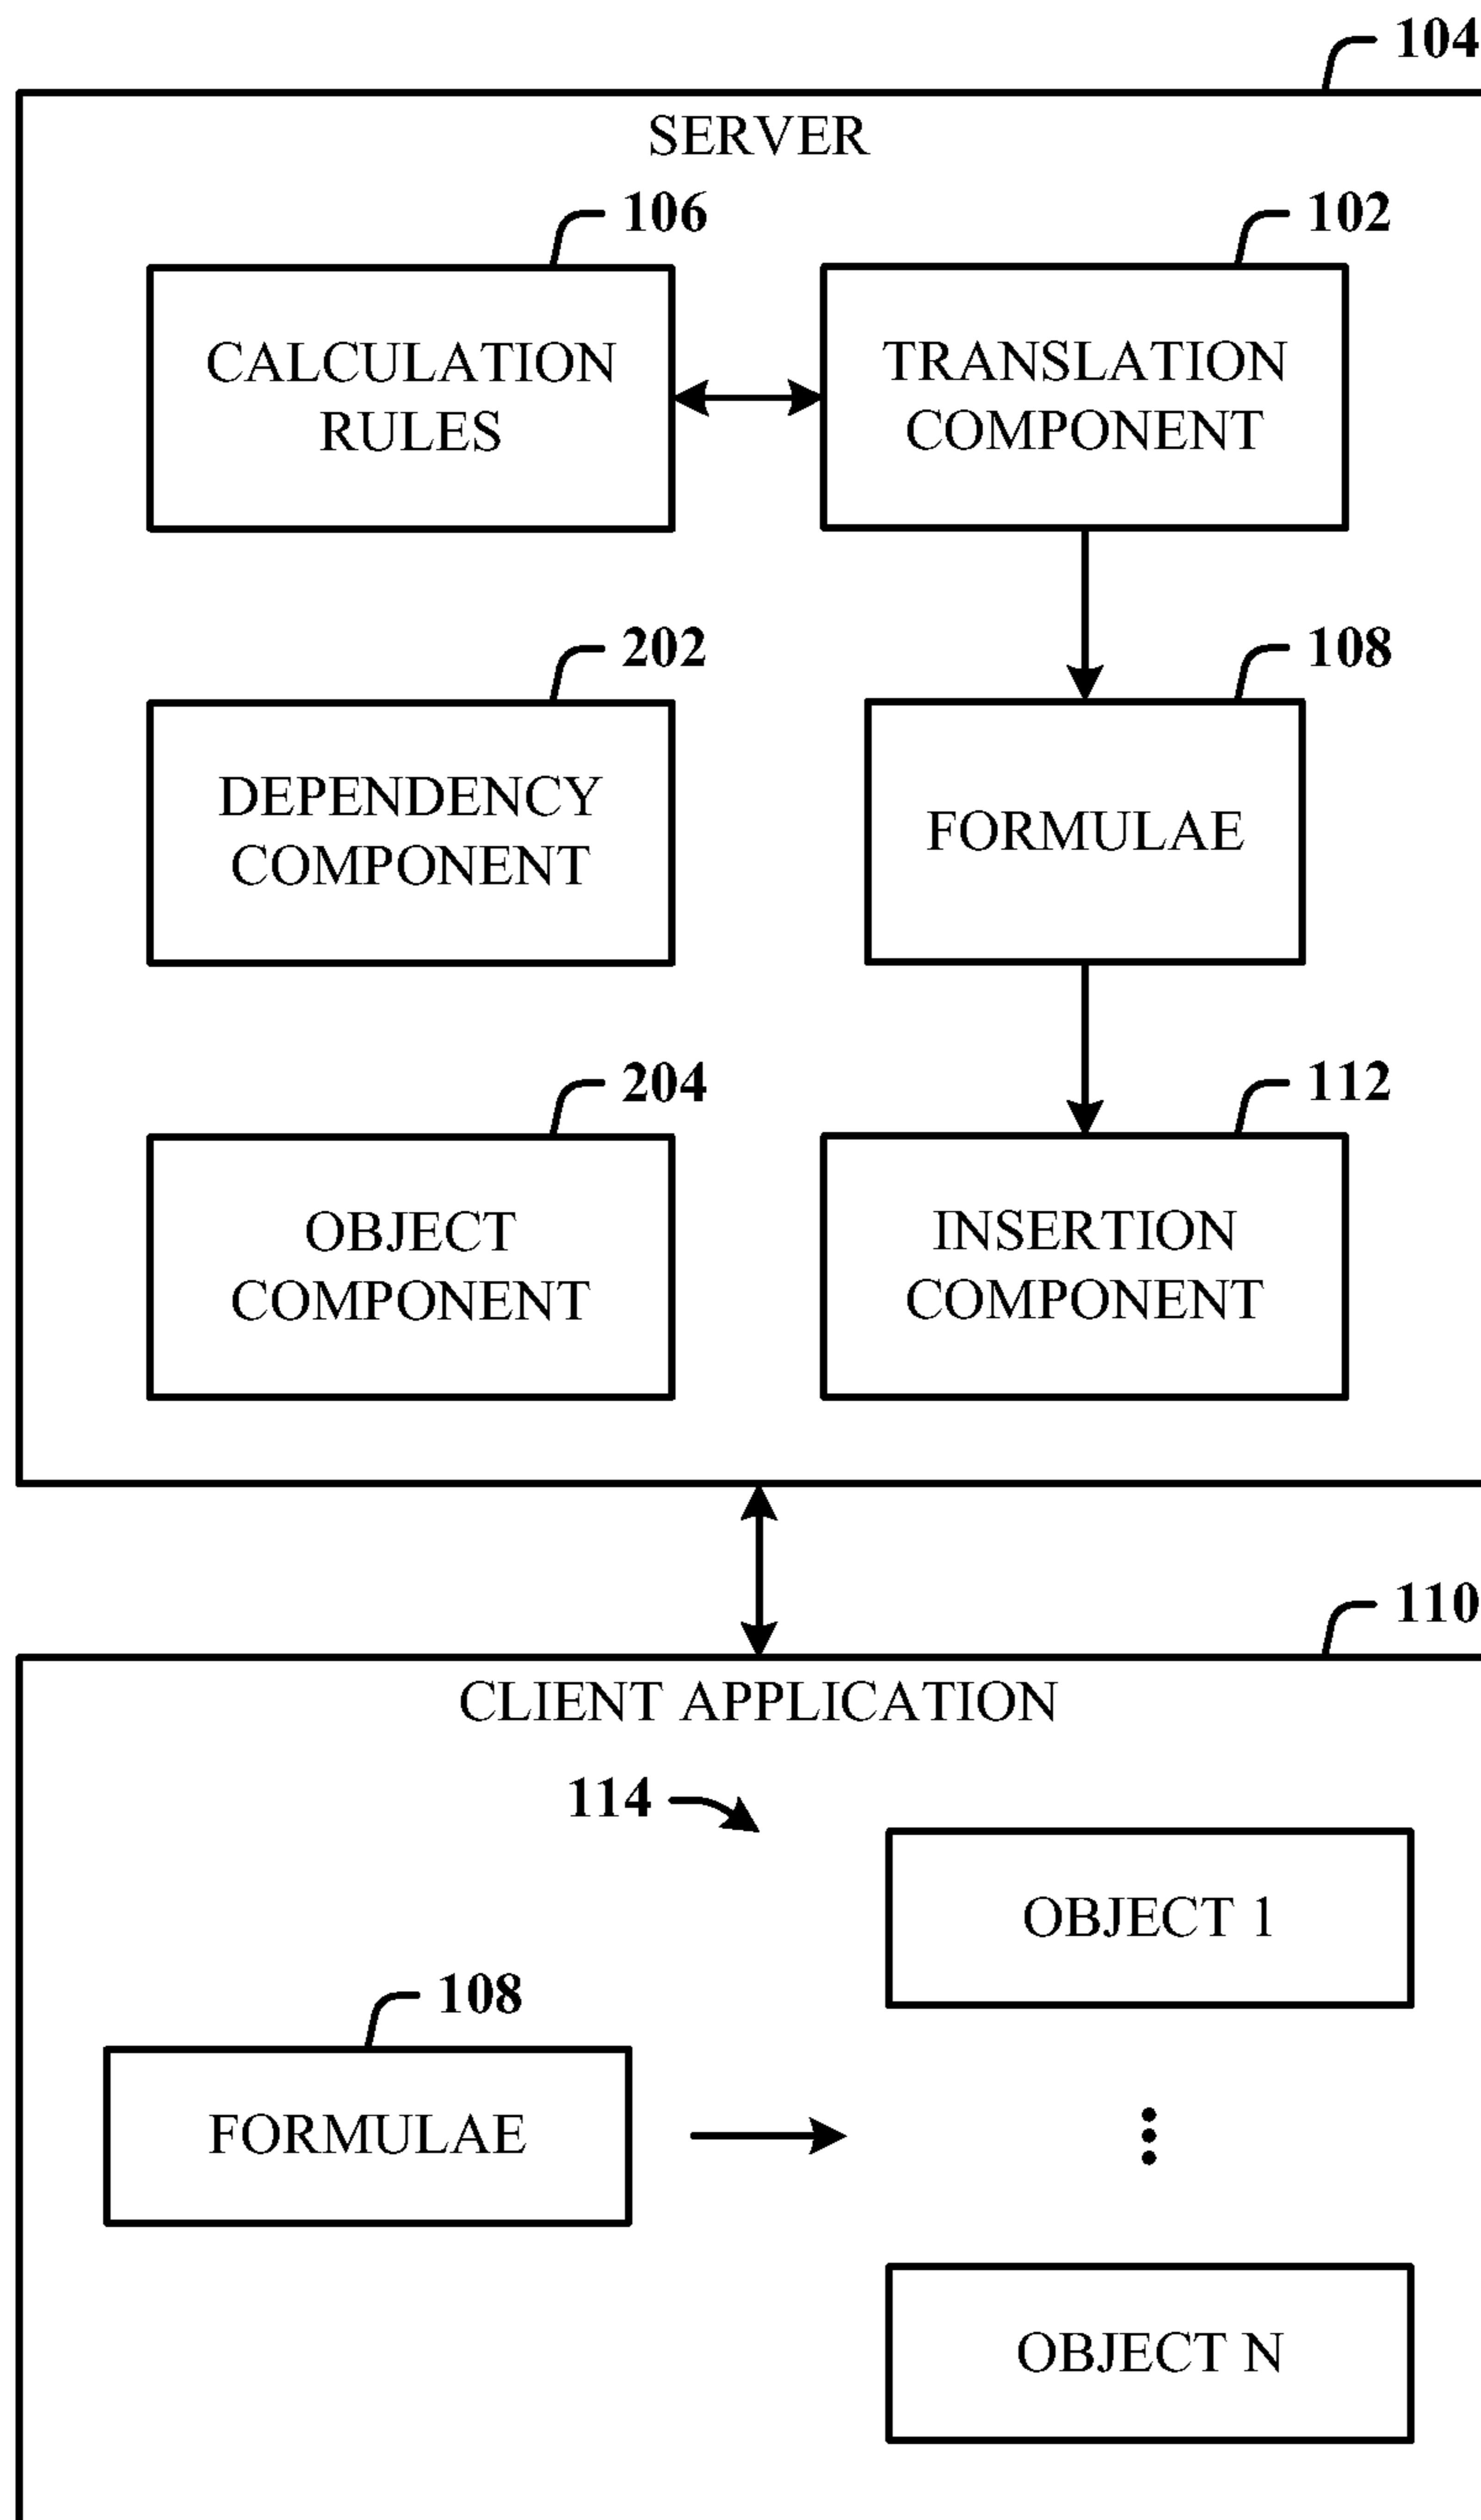 104
SERVER
106
102
CALCULATION
RULES
TRANSLATION
COMPONENT
202
108
DEPENDENCY
COMPONENT
FORMULAE
204
112
OBJECT
COMPONENT
INSERTION
COMPONENT
110
CLIENT APPLICATION
114
OBJECT 1
108
FORMULAE
OBJECT N